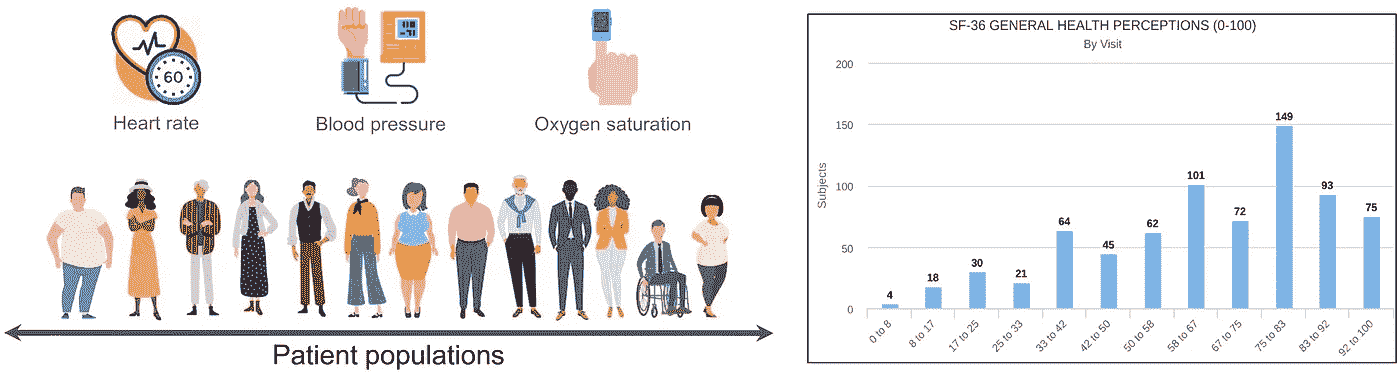 60
Heart rate
Blood pressure
Oxygen saturation
Patient populations
SF-36 GENERAL HEALTH PERCEPTIONS (0-100)
By Visit
Subjects
200
150
100
50
0
4
18
30
21
64
45
62
101
72
149
93
75
0 to 8
8 to 17
17 to 25
25 to 33
33 to 42
42 to 50
50 to 58
58 to 67
67 to 75
75 to 83
83 to 92
92 to 100